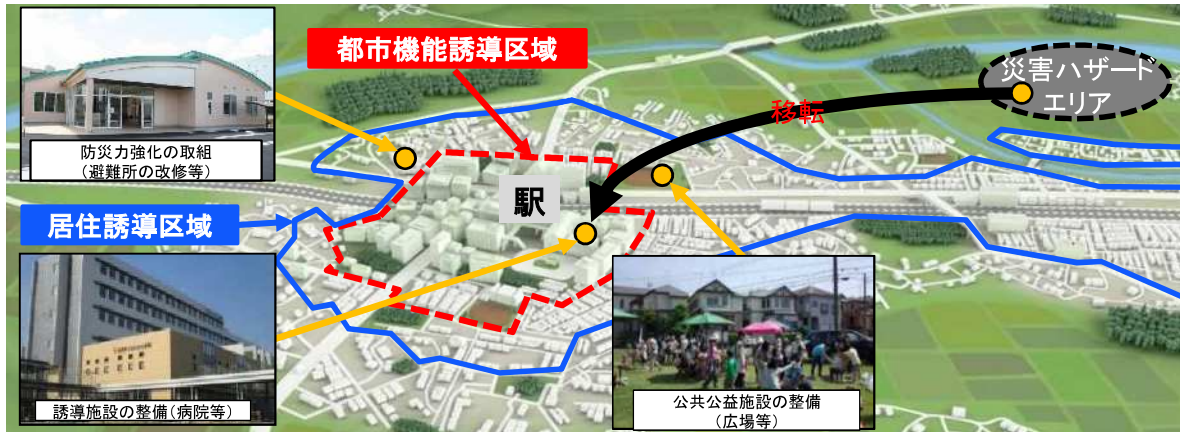 都市機能誘導区域
災害ハザード
エリア
移転
防災力強化の取組
(避難所の改修等)
駅
居住誘導区域
誘導施設の整備(病院等)
公共公益施設の整備
(広場等)